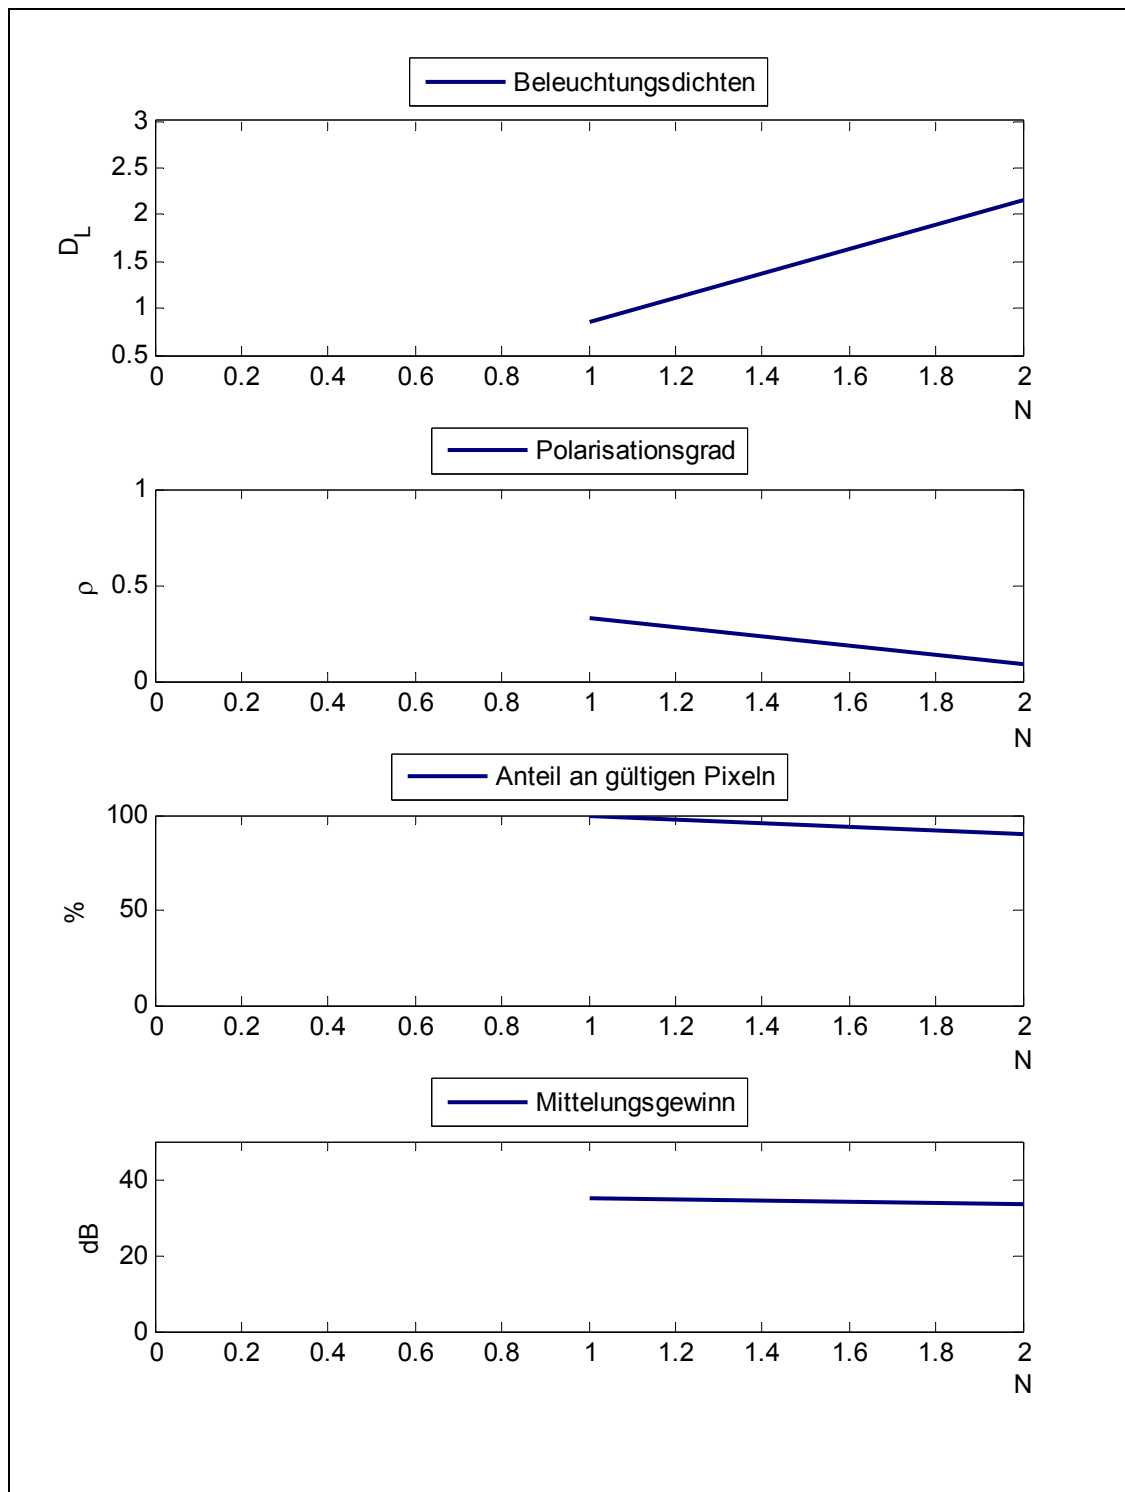 Beleuchtungsdichten
3
2.5
2
1.5
1
0.5
D_L
0 0.2 0.4 0.6 0.8 1 1.2 1.4 1.6 1.8 2
N
Polarisationsgrad
1
0.5
0
ρ
0 0.2 0.4 0.6 0.8 1 1.2 1.4 1.6 1.8 2
N
Anteil an gültigen Pixeln
100
50
0
%
0 0.2 0.4 0.6 0.8 1 1.2 1.4 1.6 1.8 2
N
Mittelungsgewinn
40
20
0
dB
0 0.2 0.4 0.6 0.8 1 1.2 1.4 1.6 1.8 2
N